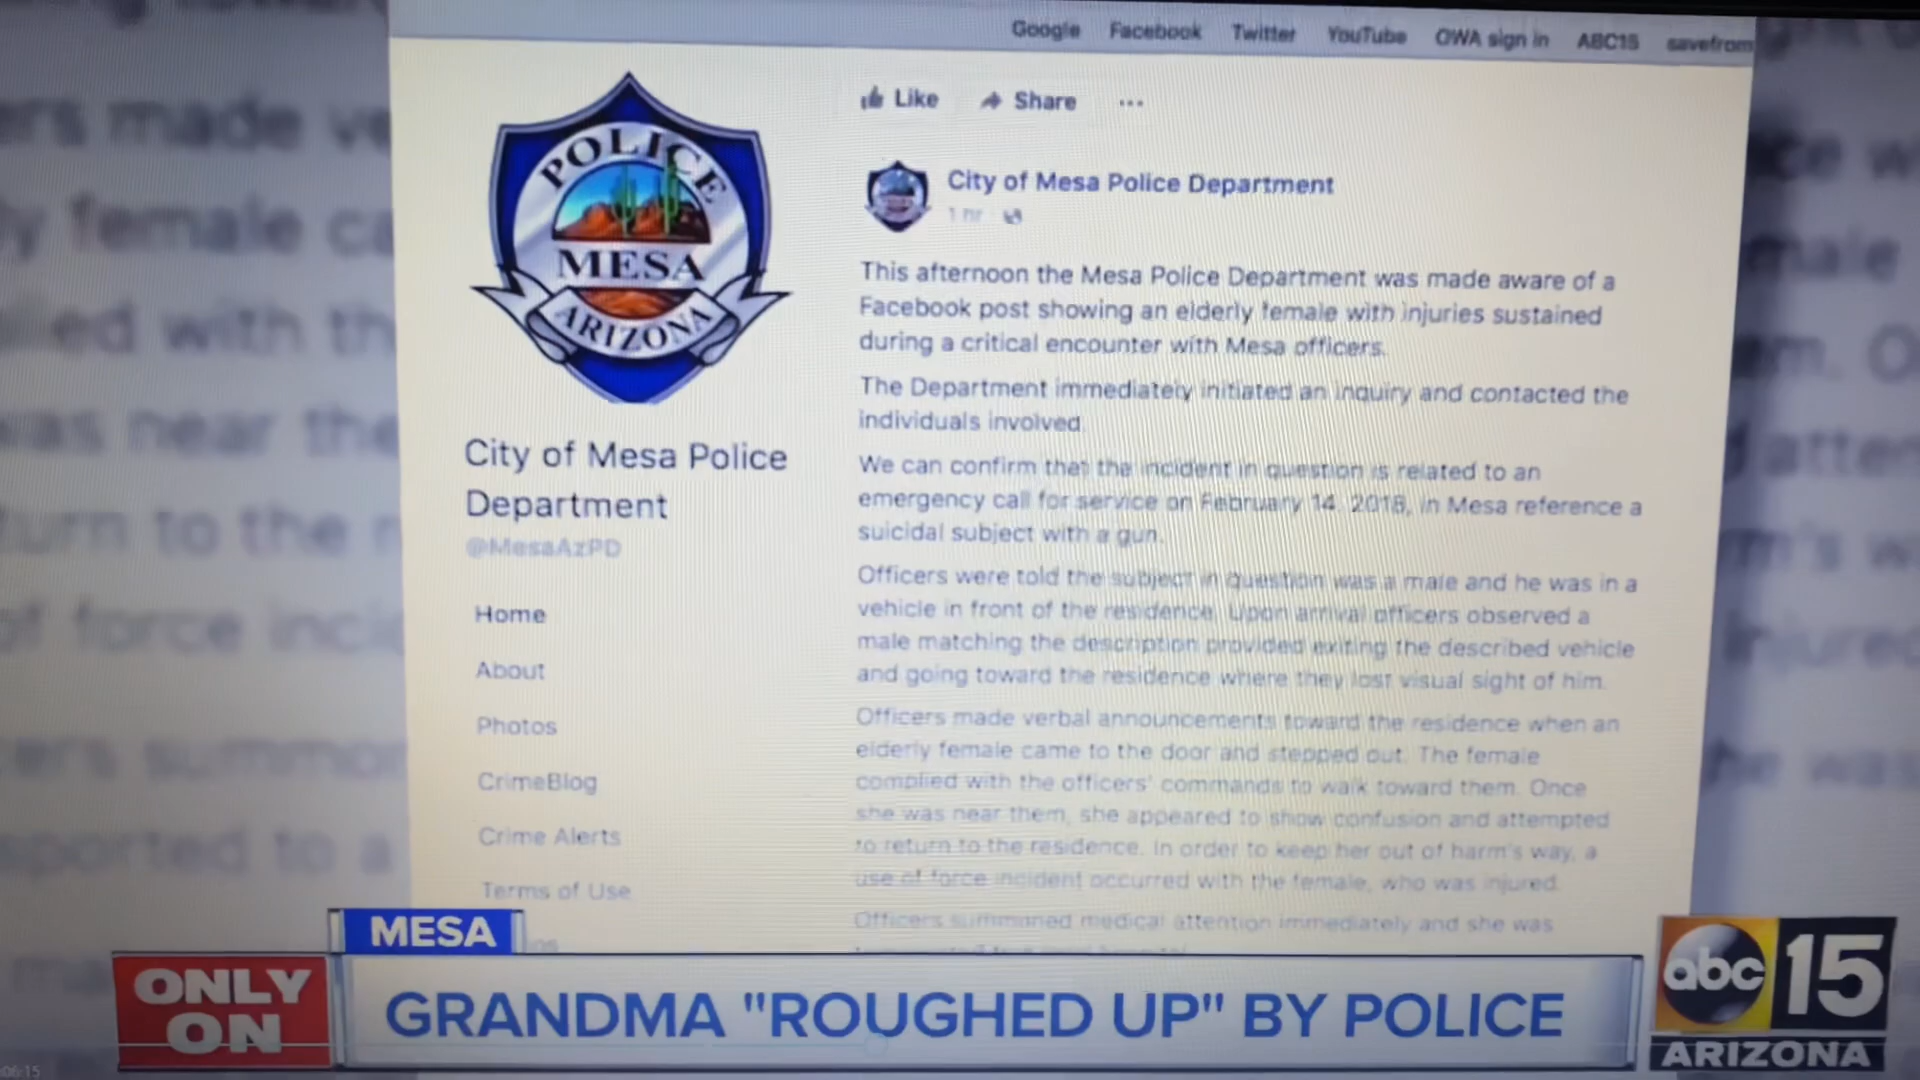 Google Facebook Twitter YouTube OWA sign in ABC15 savefrom
Like Share ...
POLICE
MESA
ARIZONA
City of Mesa Police Department
1 hr
This afternoon the Mesa Police Department was made aware of a
Facebook post showing an elderly female with injuries sustained
during a critical encounter with Mesa officers.
The Department immediately initiated an inquiry and contacted the
individuals involved.
We can confirm that the incident in question is related to an
emergency call for service on February 14, 2018, in Mesa reference a
suicidal subject with a gun.
Officers were told the subject in question was a male and he was in a
vehicle in front of the residence. Upon arrival officers observed a
male matching the description provided exiting the described vehicle
and going toward the residence where they lost visual sight of him.
Officers made verbal announcements toward the residence when an
elderly female came to the door and stepped out. The female
complied with the officers' commands to walk toward them. Once
she was near them, she appeared to show confusion and attempted
to return to the residence. In order to keep her out of harm's way, a
use of force incident occurred with the female, who was injured.
Officers summoned medical attention immediately and she was
City of Mesa Police
Department
@MesaAzPD
Home
About
Photos
CrimeBlog
Crime Alerts
Terms of Use
MESA
ONLY
ON
GRANDMA "ROUGHED UP" BY POLICE
abc 15
ARIZONA
:06:15